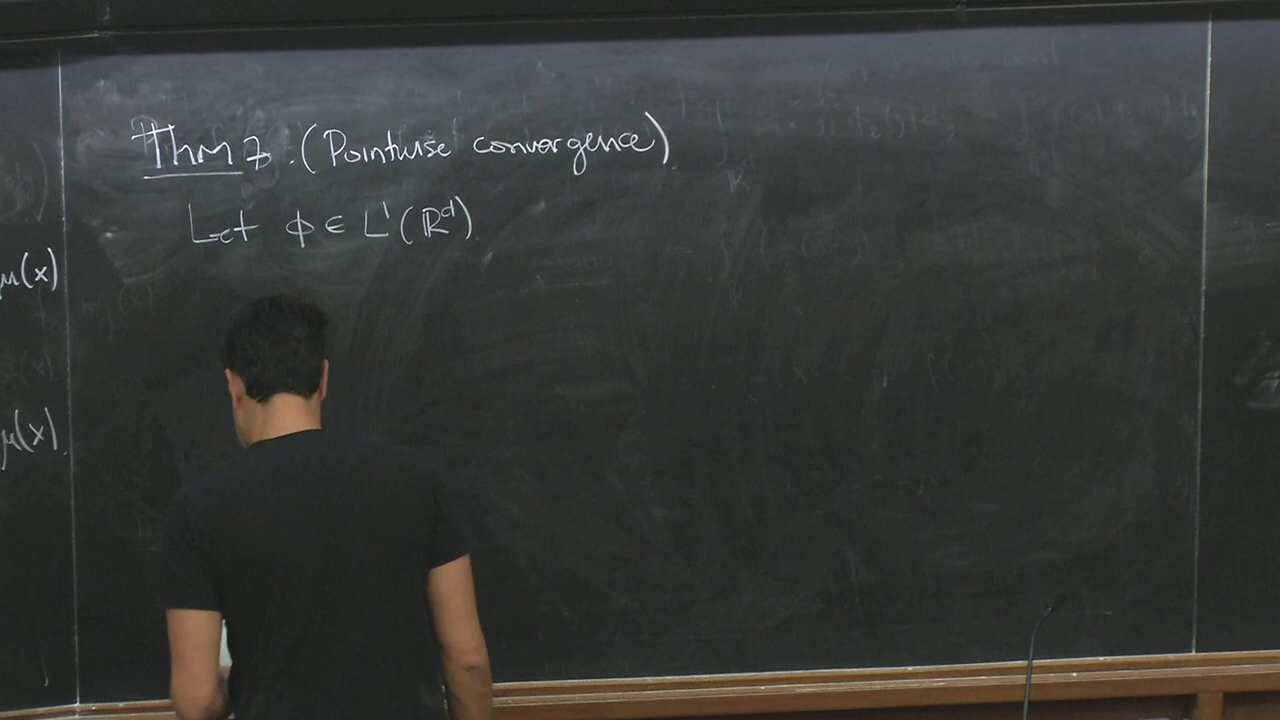 Thm 7. (Pointwise convergence)
Let ϕ ∈ L¹(ℝᵈ)
μ(x)
μ(x).